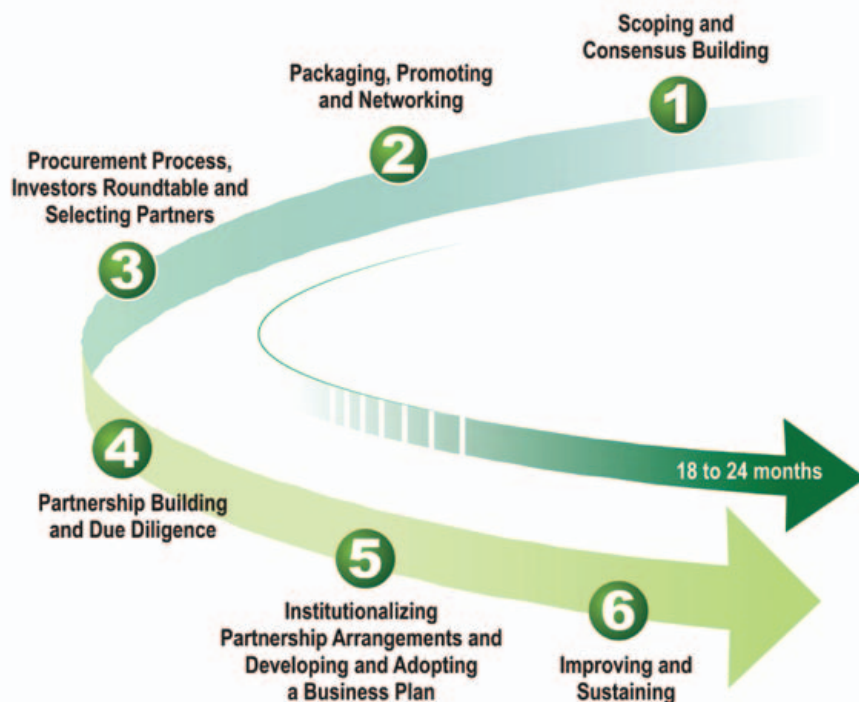 Scoping and
Consensus Building
1
Packaging, Promoting
and Networking
2
Procurement Process,
Investors Roundtable and
Selecting Partners
3
4
Partnership Building
and Due Diligence
5
Institutionalizing
Partnership Arrangements and
Developing and Adopting
a Business Plan
6
Improving and
Sustaining
18 to 24 months